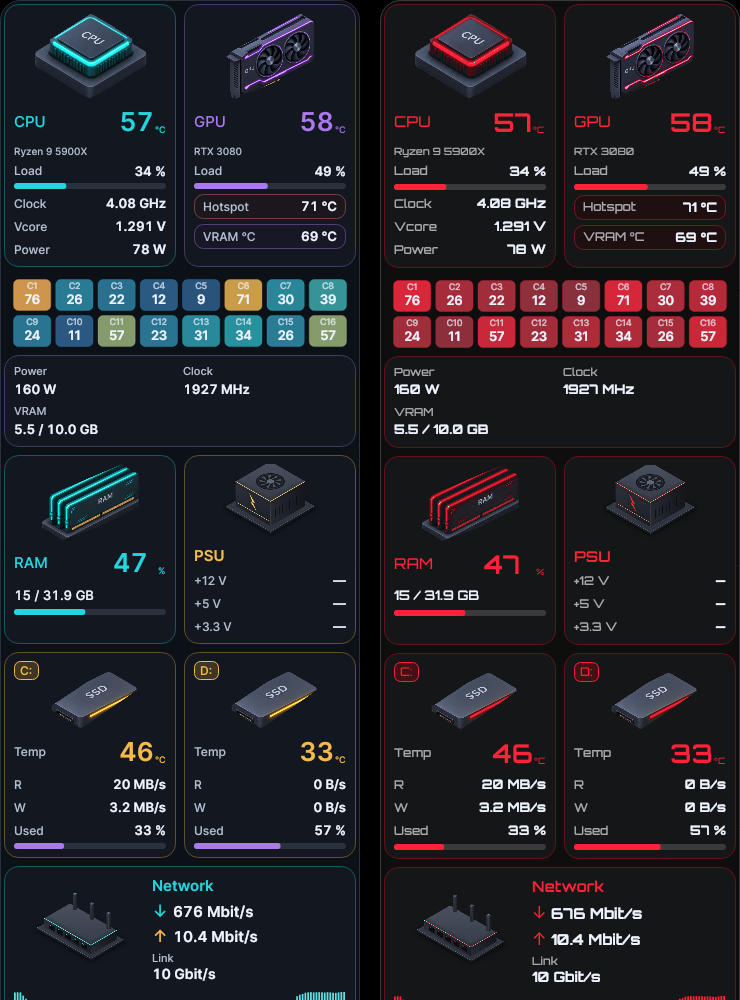 CPU
CPU 57 °C
Ryzen 9 5900X
Load 34 %
Clock 4.08 GHz
Vcore 1.291 V
Power 78 W
GPU 58 °C
RTX 3080
Load 49 %
Hotspot 71 °C
VRAM °C 69 °C
C1 C2 C3 C4 C5 C6 C7 C8
76 26 22 12 9 71 30 39
C9 C10 C11 C12 C13 C14 C15 C16
24 11 57 23 31 34 26 57
Power Clock
160 W 1927 MHz
VRAM
5.5 / 10.0 GB
RAM
RAM 47 %
15 / 31.9 GB
PSU
+12 V —
+5 V —
+3.3 V —
C:
SSD
Temp 46 °C
R 20 MB/s
W 3.2 MB/s
Used 33 %
D:
SSD
Temp 33 °C
R 0 B/s
W 0 B/s
Used 57 %
Network
↓ 676 Mbit/s
↑ 10.4 Mbit/s
Link
10 Gbit/s
CPU
CPU 57 °C
Ryzen 9 5900X
Load 34 %
Clock 4.08 GHz
Vcore 1.291 V
Power 78 W
GPU 58 °C
RTX 3080
Load 49 %
Hotspot 71 °C
VRAM °C 69 °C
C1 C2 C3 C4 C5 C6 C7 C8
76 26 22 12 9 71 30 39
C9 C10 C11 C12 C13 C14 C15 C16
24 11 57 23 31 34 26 57
Power Clock
160 W 1927 MHz
VRAM
5.5 / 10.0 GB
RAM
RAM 47 %
15 / 31.9 GB
PSU
+12 V —
+5 V —
+3.3 V —
C:
SSD
Temp 46 °C
R 20 MB/s
W 3.2 MB/s
Used 33 %
D:
SSD
Temp 33 °C
R 0 B/s
W 0 B/s
Used 57 %
Network
↓ 676 Mbit/s
↑ 10.4 Mbit/s
Link
10 Gbit/s